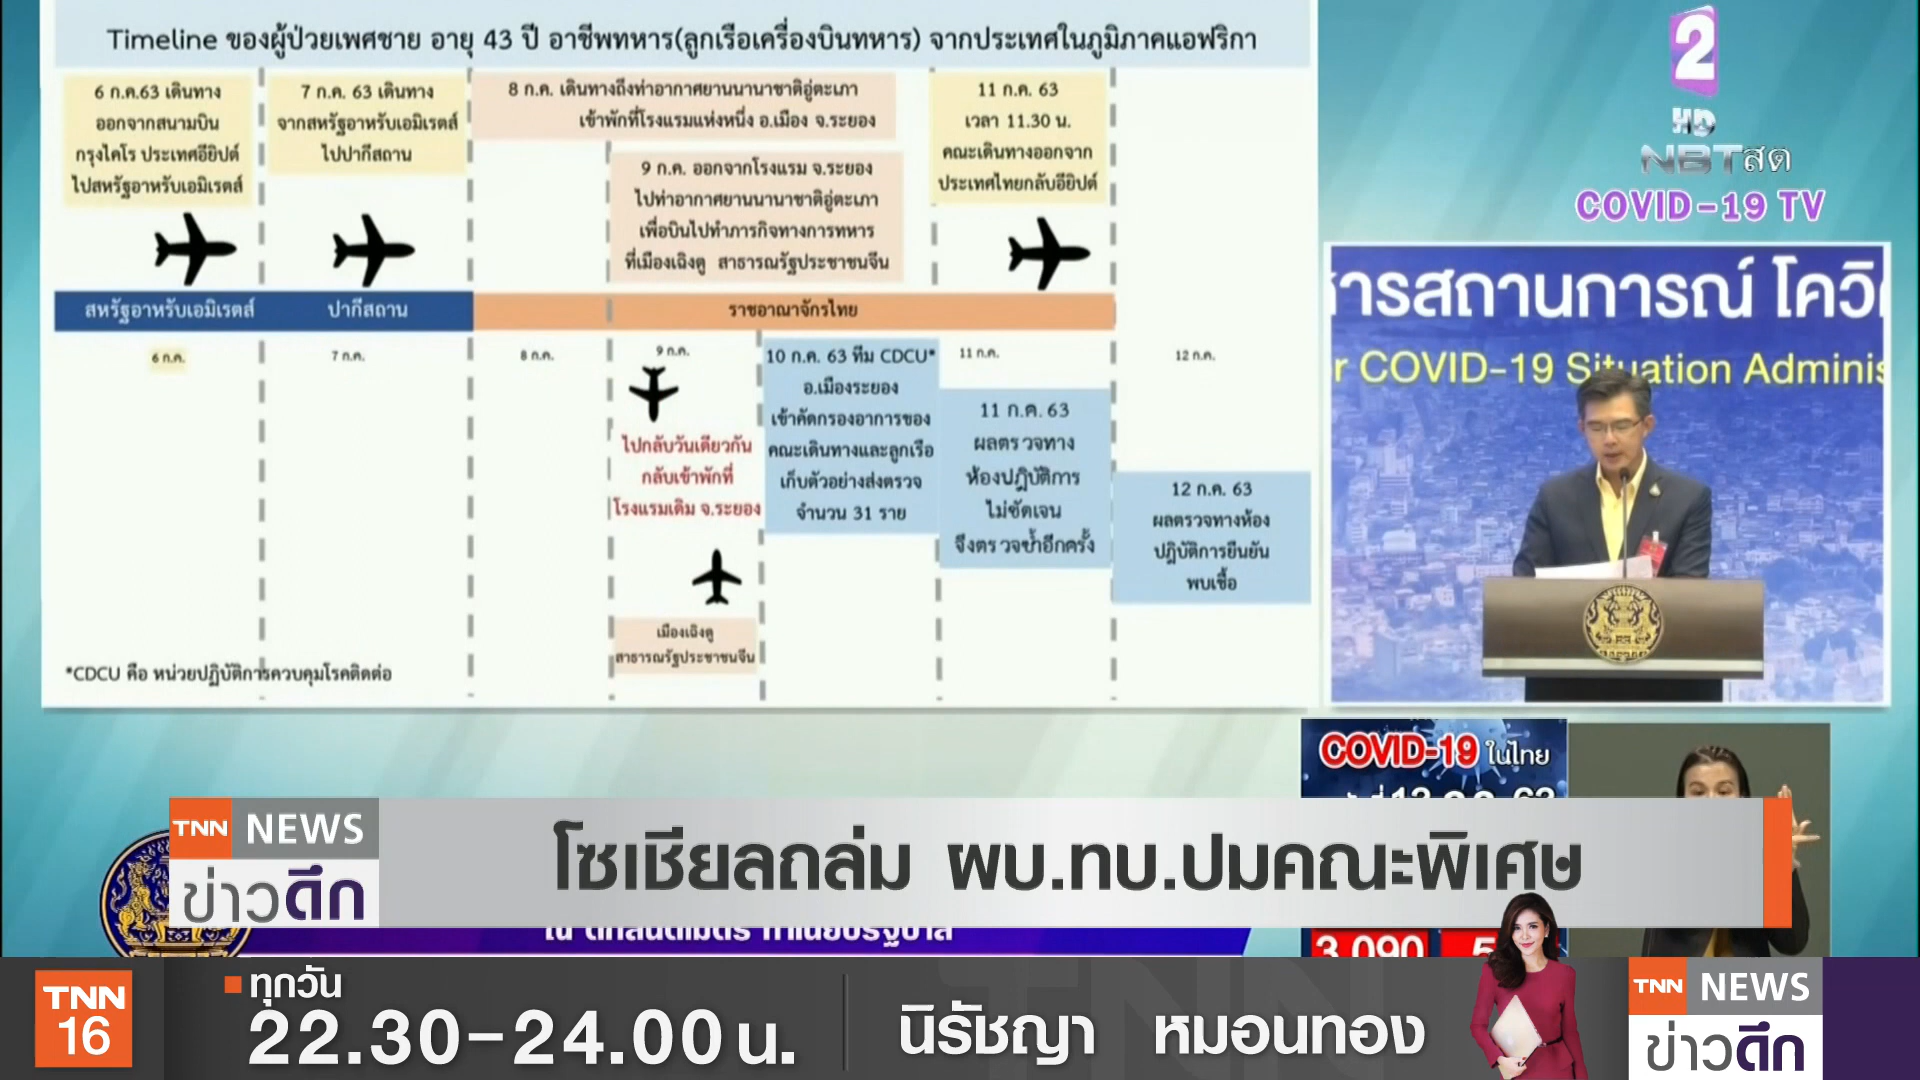 Timeline ของผู้ป่วยเพศชาย อายุ 43 ปี อาชีพทหาร(ลูกเรือเครื่องบินทหาร) จากประเทศในภูมิภาคแอฟริกา
6 ก.ค.63 เดินทาง
ออกจากสนามบิน
กรุงไคโร ประเทศอียิปต์
ไปสหรัฐอาหรับเอมิเรตส์
7 ก.ค. 63 เดินทาง
จากสหรัฐอาหรับเอมิเรตส์
ไปปากีสถาน
8 ก.ค. เดินทางถึงท่าอากาศยานนานาชาติอู่ตะเภา
เข้าพักที่โรงแรมแห่งหนึ่ง อ.เมือง จ.ระยอง
9 ก.ค. ออกจากโรงแรม จ.ระยอง
ไปท่าอากาศยานนานาชาติอู่ตะเภา
เพื่อบินไปทำภารกิจทางการทหาร
ที่เมืองเฉิงตู สาธารณรัฐประชาชนจีน
11 ก.ค. 63
เวลา 11.30 น.
คณะเดินทางออกจาก
ประเทศไทยกลับอียิปต์
สหรัฐอาหรับเอมิเรตส์
ปากีสถาน
ราชอาณาจักรไทย
6 ก.ค.
7 ก.ค.
8 ก.ค.
9 ก.ค.
11 ก.ค.
12 ก.ค.
ไปกลับวันเดียวกัน
กลับเข้าพักที่
โรงแรมเดิม จ.ระยอง
เมืองเฉิงตู
สาธารณรัฐประชาชนจีน
10 ก.ค. 63 ทีม CDCU*
อ.เมืองระยอง
เข้าคัดกรองอาการของ
คณะเดินทางและลูกเรือ
เก็บตัวอย่างส่งตรวจ
จำนวน 31 ราย
11 ก.ค. 63
ผลตรวจทาง
ห้องปฏิบัติการ
ไม่ชัดเจน
จึงตรวจซ้ำอีกครั้ง
12 ก.ค. 63
ผลตรวจทางห้อง
ปฏิบัติการยืนยัน
พบเชื้อ
*CDCU คือ หน่วยปฏิบัติการควบคุมโรคติดต่อ
2
HD
NBTสด
COVID-19 TV
สารสถานการณ์ โควิ
r COVID-19 Situation Adminis
COVID-19 ในไทย
3,090
TNN NEWS
ข่าวดึก
โซเชียลถล่ม ผบ.ทบ.ปมคณะพิเศษ
TNN
16
ทุกวัน
22.30-24.00 น.
นิรัชญา หมอนทอง
TNN NEWS
ข่าวดึก